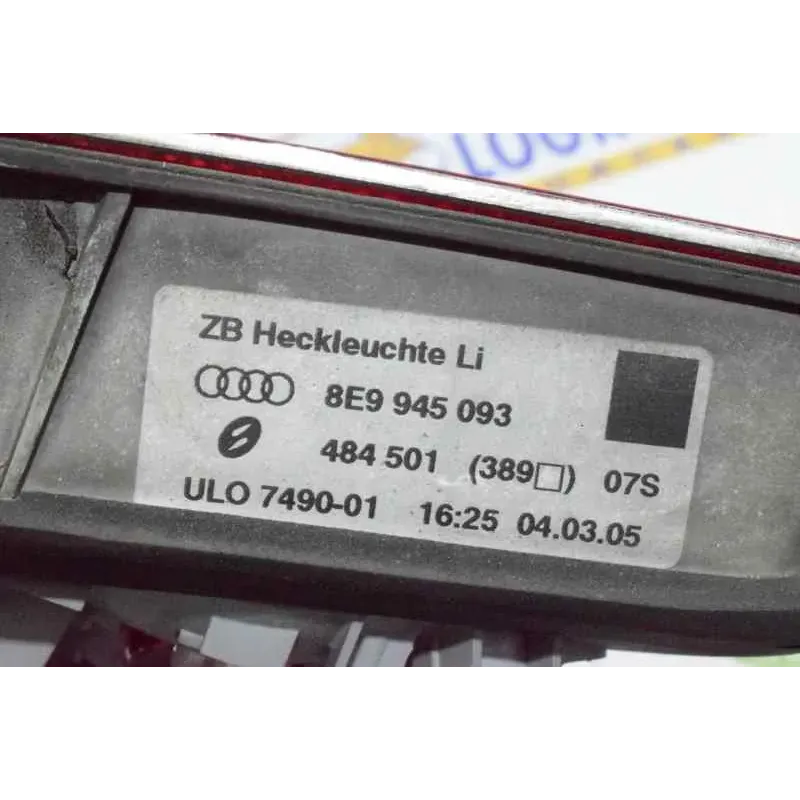 ZB Heckleuchte Li
8E9 945 093
484 501 (389□) 07S
ULO 7490-01 16:25 04.03.05